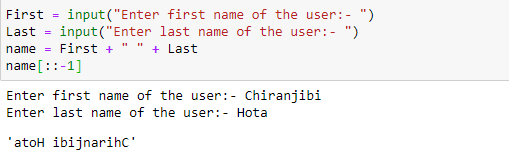 First = input("Enter first name of the user:- ")
Last = input("Enter last name of the user:- ")
name = First + " " + Last
name[::-1]
Enter first name of the user:- Chiranjibi
Enter last name of the user:- Hota
'atoH ibijnarihC'